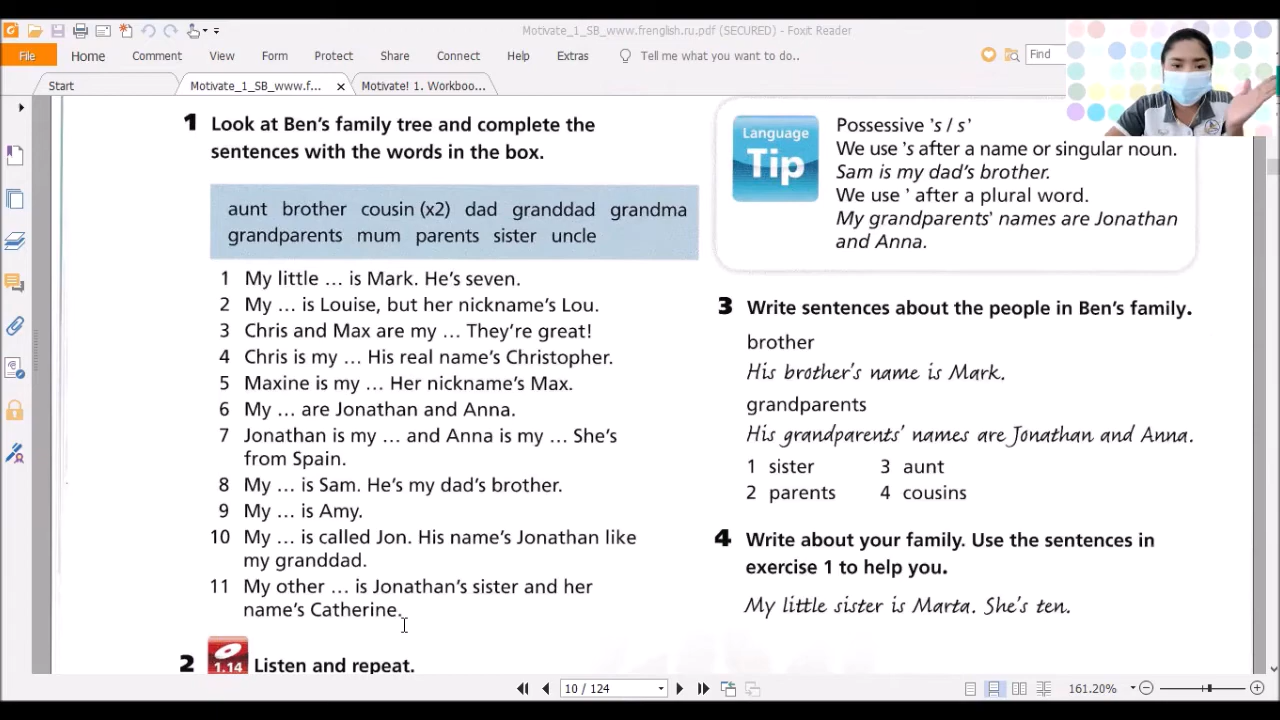 Motivate_1_SB_www.frenglish.ru.pdf (SECURED) - Foxit Reader
File Home Comment View Form Protect Share Connect Help Extras Tell me what you want to do.. Find
Start Motivate_1_SB_www.f... Motivate! 1. Workboo...
1 Look at Ben's family tree and complete the
sentences with the words in the box.
aunt brother cousin (x2) dad granddad grandma
grandparents mum parents sister uncle
1 My little … is Mark. He's seven.
2 My … is Louise, but her nickname's Lou.
3 Chris and Max are my … They're great!
4 Chris is my … His real name's Christopher.
5 Maxine is my … Her nickname's Max.
6 My … are Jonathan and Anna.
7 Jonathan is my … and Anna is my … She's
from Spain.
8 My … is Sam. He's my dad's brother.
9 My … is Amy.
10 My … is called Jon. His name's Jonathan like
my granddad.
11 My other … is Jonathan's sister and her
name's Catherine.
2 1.14 Listen and repeat.
Language
Tip
Possessive 's / s'
We use 's after a name or singular noun.
Sam is my dad's brother.
We use ' after a plural word.
My grandparents' names are Jonathan
and Anna.
3 Write sentences about the people in Ben's family.
brother
His brother's name is Mark.
grandparents
His grandparents' names are Jonathan and Anna.
1 sister 3 aunt
2 parents 4 cousins
4 Write about your family. Use the sentences in
exercise 1 to help you.
My little sister is Marta. She's ten.
10 / 124
161.20%